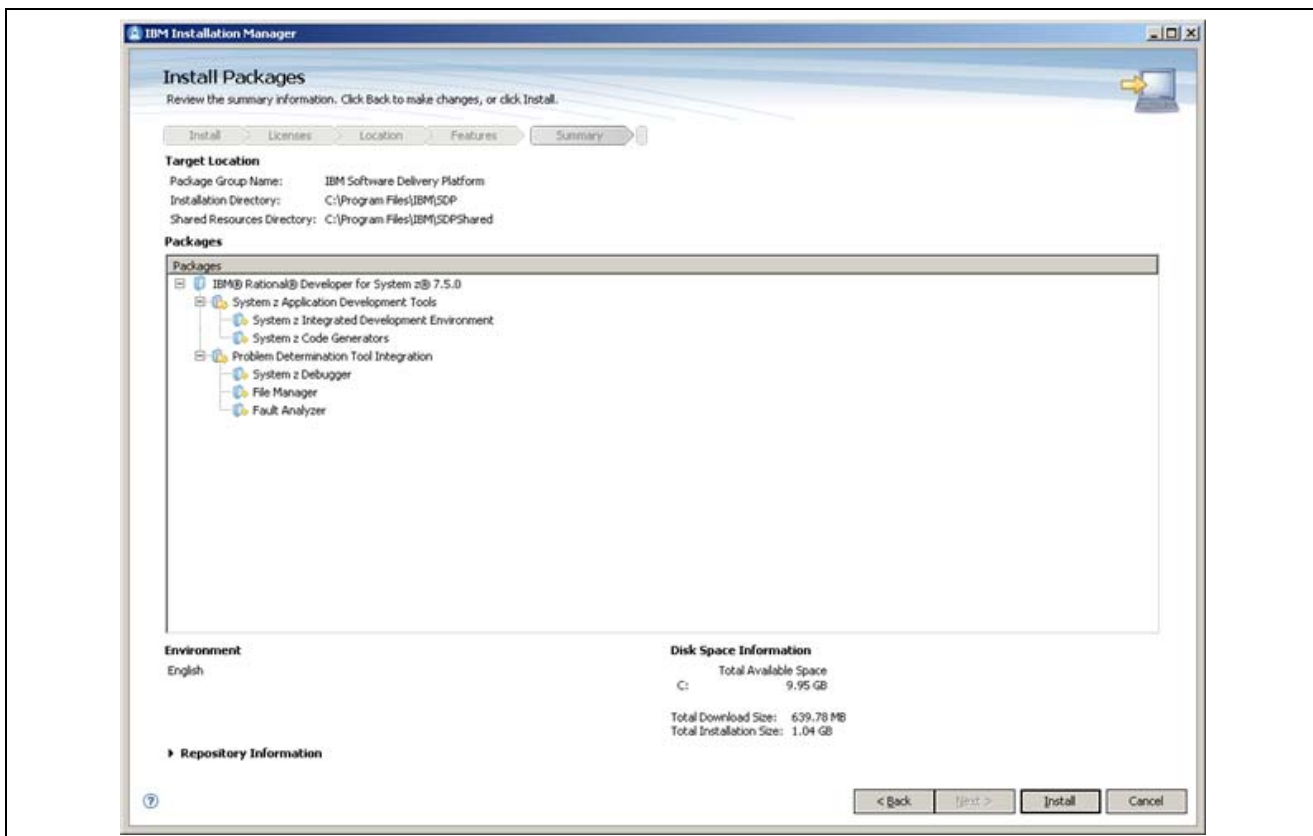 IBM Installation Manager
Install Packages
Review the summary information. Click Back to make changes, or click Install.
Install Licenses Location Features Summary
Target Location
Package Group Name: IBM Software Delivery Platform
Installation Directory: C:\Program Files\IBM\SDP
Shared Resources Directory: C:\Program Files\IBM\SDPShared
Packages
Packages
IBM® Rational® Developer for System z® 7.5.0
System z Application Development Tools
System z Integrated Development Environment
System z Code Generators
Problem Determination Tool Integration
System z Debugger
File Manager
Fault Analyzer
Environment
English
Disk Space Information
Total Available Space
C: 9.95 GB
Total Download Size: 639.78 MB
Total Installation Size: 1.04 GB
Repository Information
? < Back Next > Install Cancel